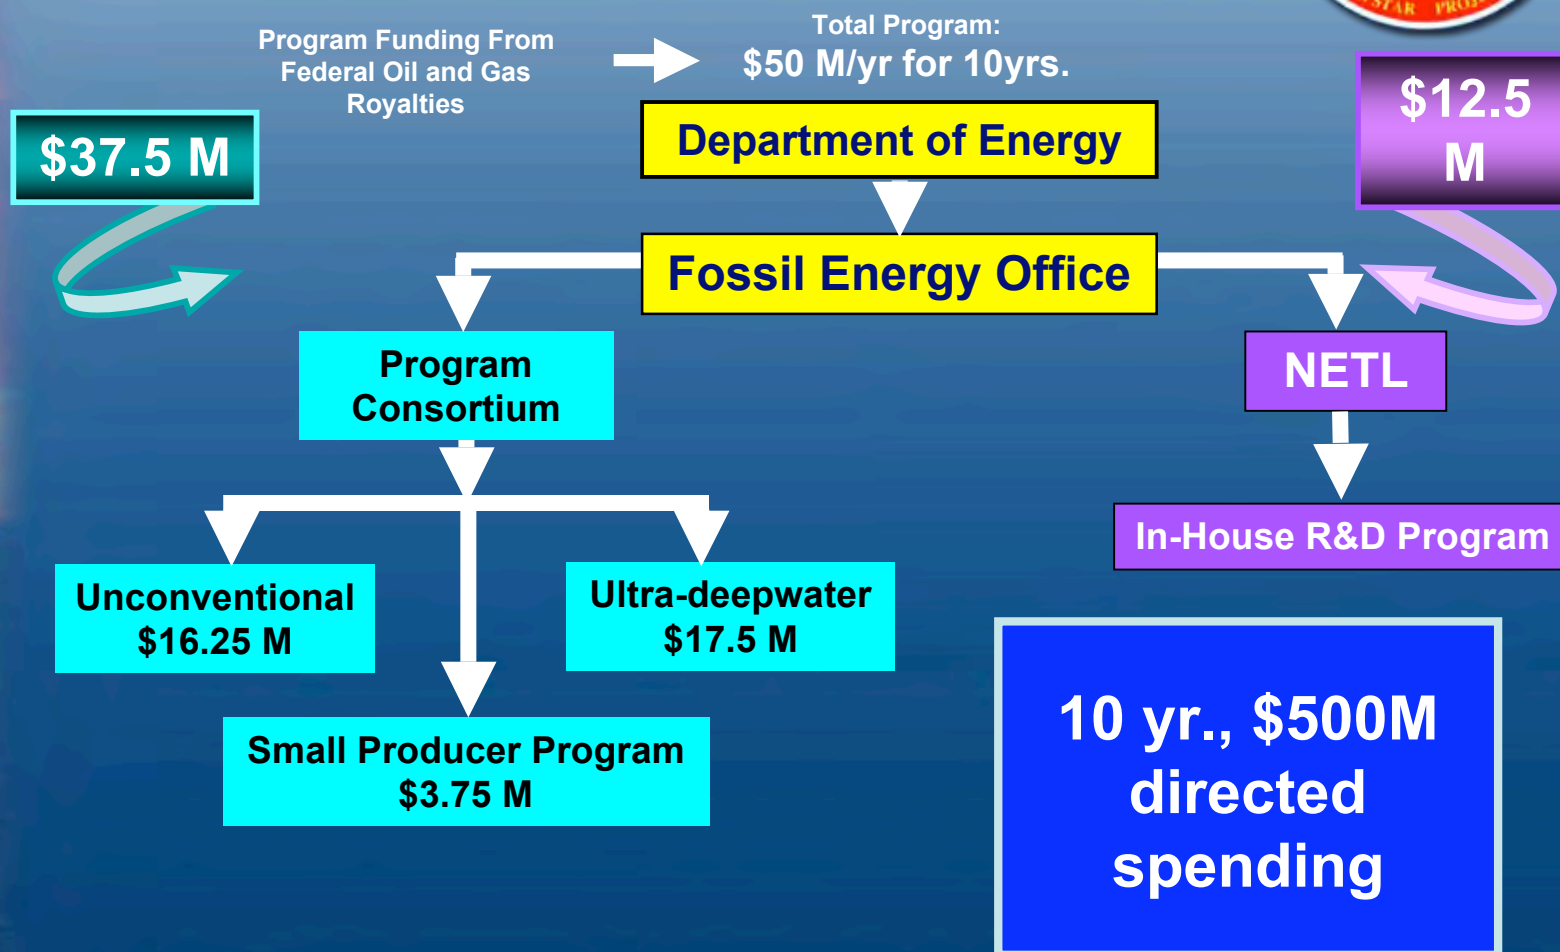 STAR PROJ
Program Funding From
Federal Oil and Gas
Royalties
Total Program:
$50 M/yr for 10yrs.
$37.5 M
$12.5
M
Department of Energy
Fossil Energy Office
Program
Consortium
NETL
In-House R&D Program
Unconventional
$16.25 M
Ultra-deepwater
$17.5 M
Small Producer Program
$3.75 M
10 yr., $500M
directed
spending